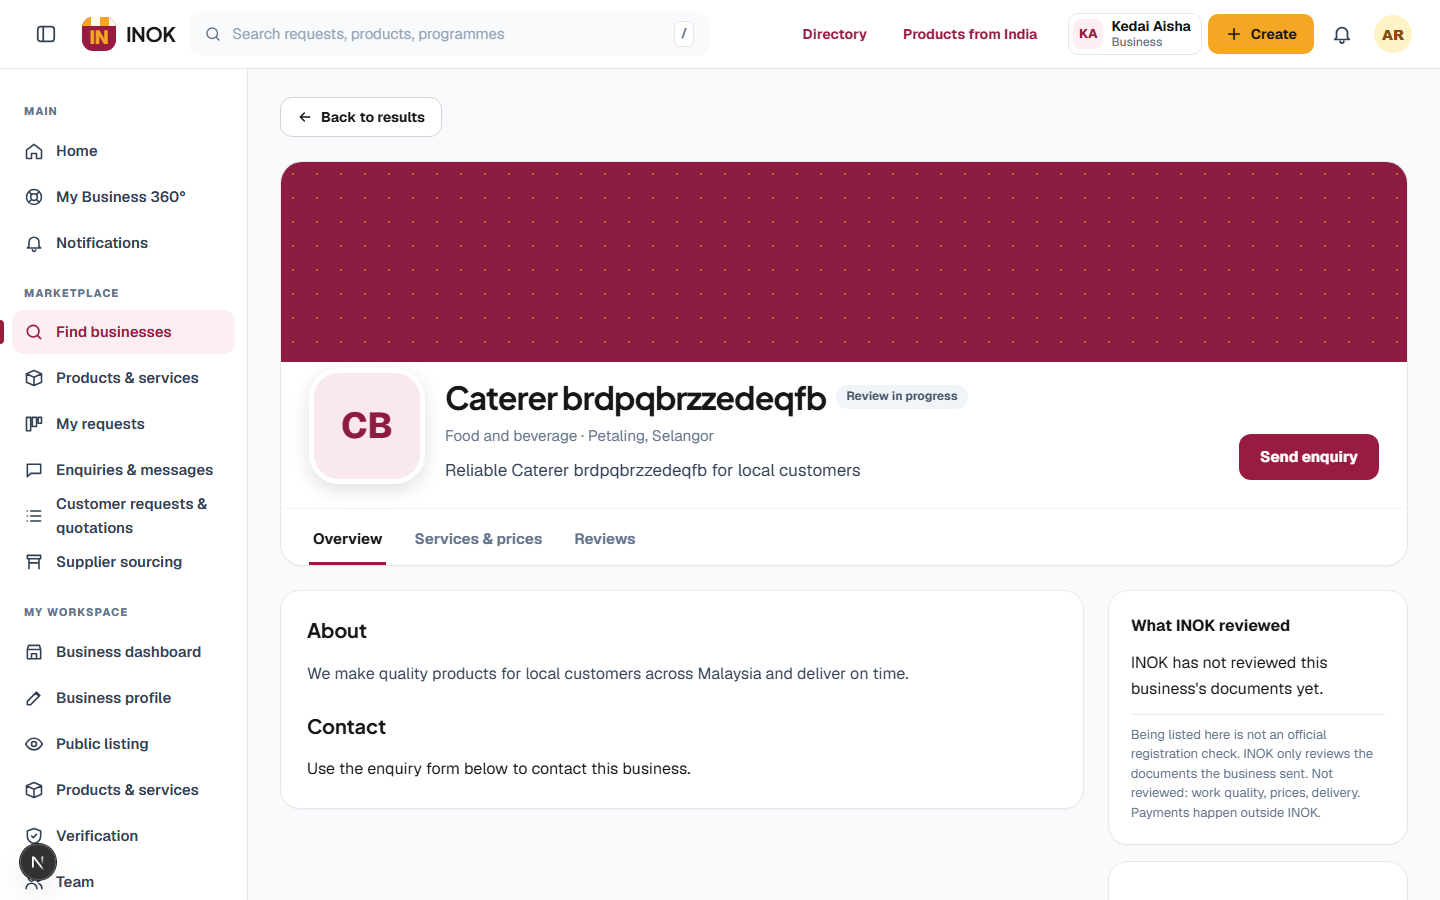 IN INOK
Search requests, products, programmes /
Directory
Products from India
KA
Kedai Aisha
Business
+ Create
AR
MAIN
Home
My Business 360°
Notifications
MARKETPLACE
Find businesses
Products & services
My requests
Enquiries & messages
Customer requests &
quotations
Supplier sourcing
MY WORKSPACE
Business dashboard
Business profile
Public listing
Products & services
Verification
N
Team
← Back to results
CB
Caterer brdpqbrzzedeqfb
Review in progress
Food and beverage · Petaling, Selangor
Reliable Caterer brdpqbrzzedeqfb for local customers
Send enquiry
Overview
Services & prices
Reviews
About
We make quality products for local customers across Malaysia and deliver on time.
Contact
Use the enquiry form below to contact this business.
What INOK reviewed
INOK has not reviewed this
business's documents yet.
Being listed here is not an official
registration check. INOK only reviews the
documents the business sent. Not
reviewed: work quality, prices, delivery.
Payments happen outside INOK.